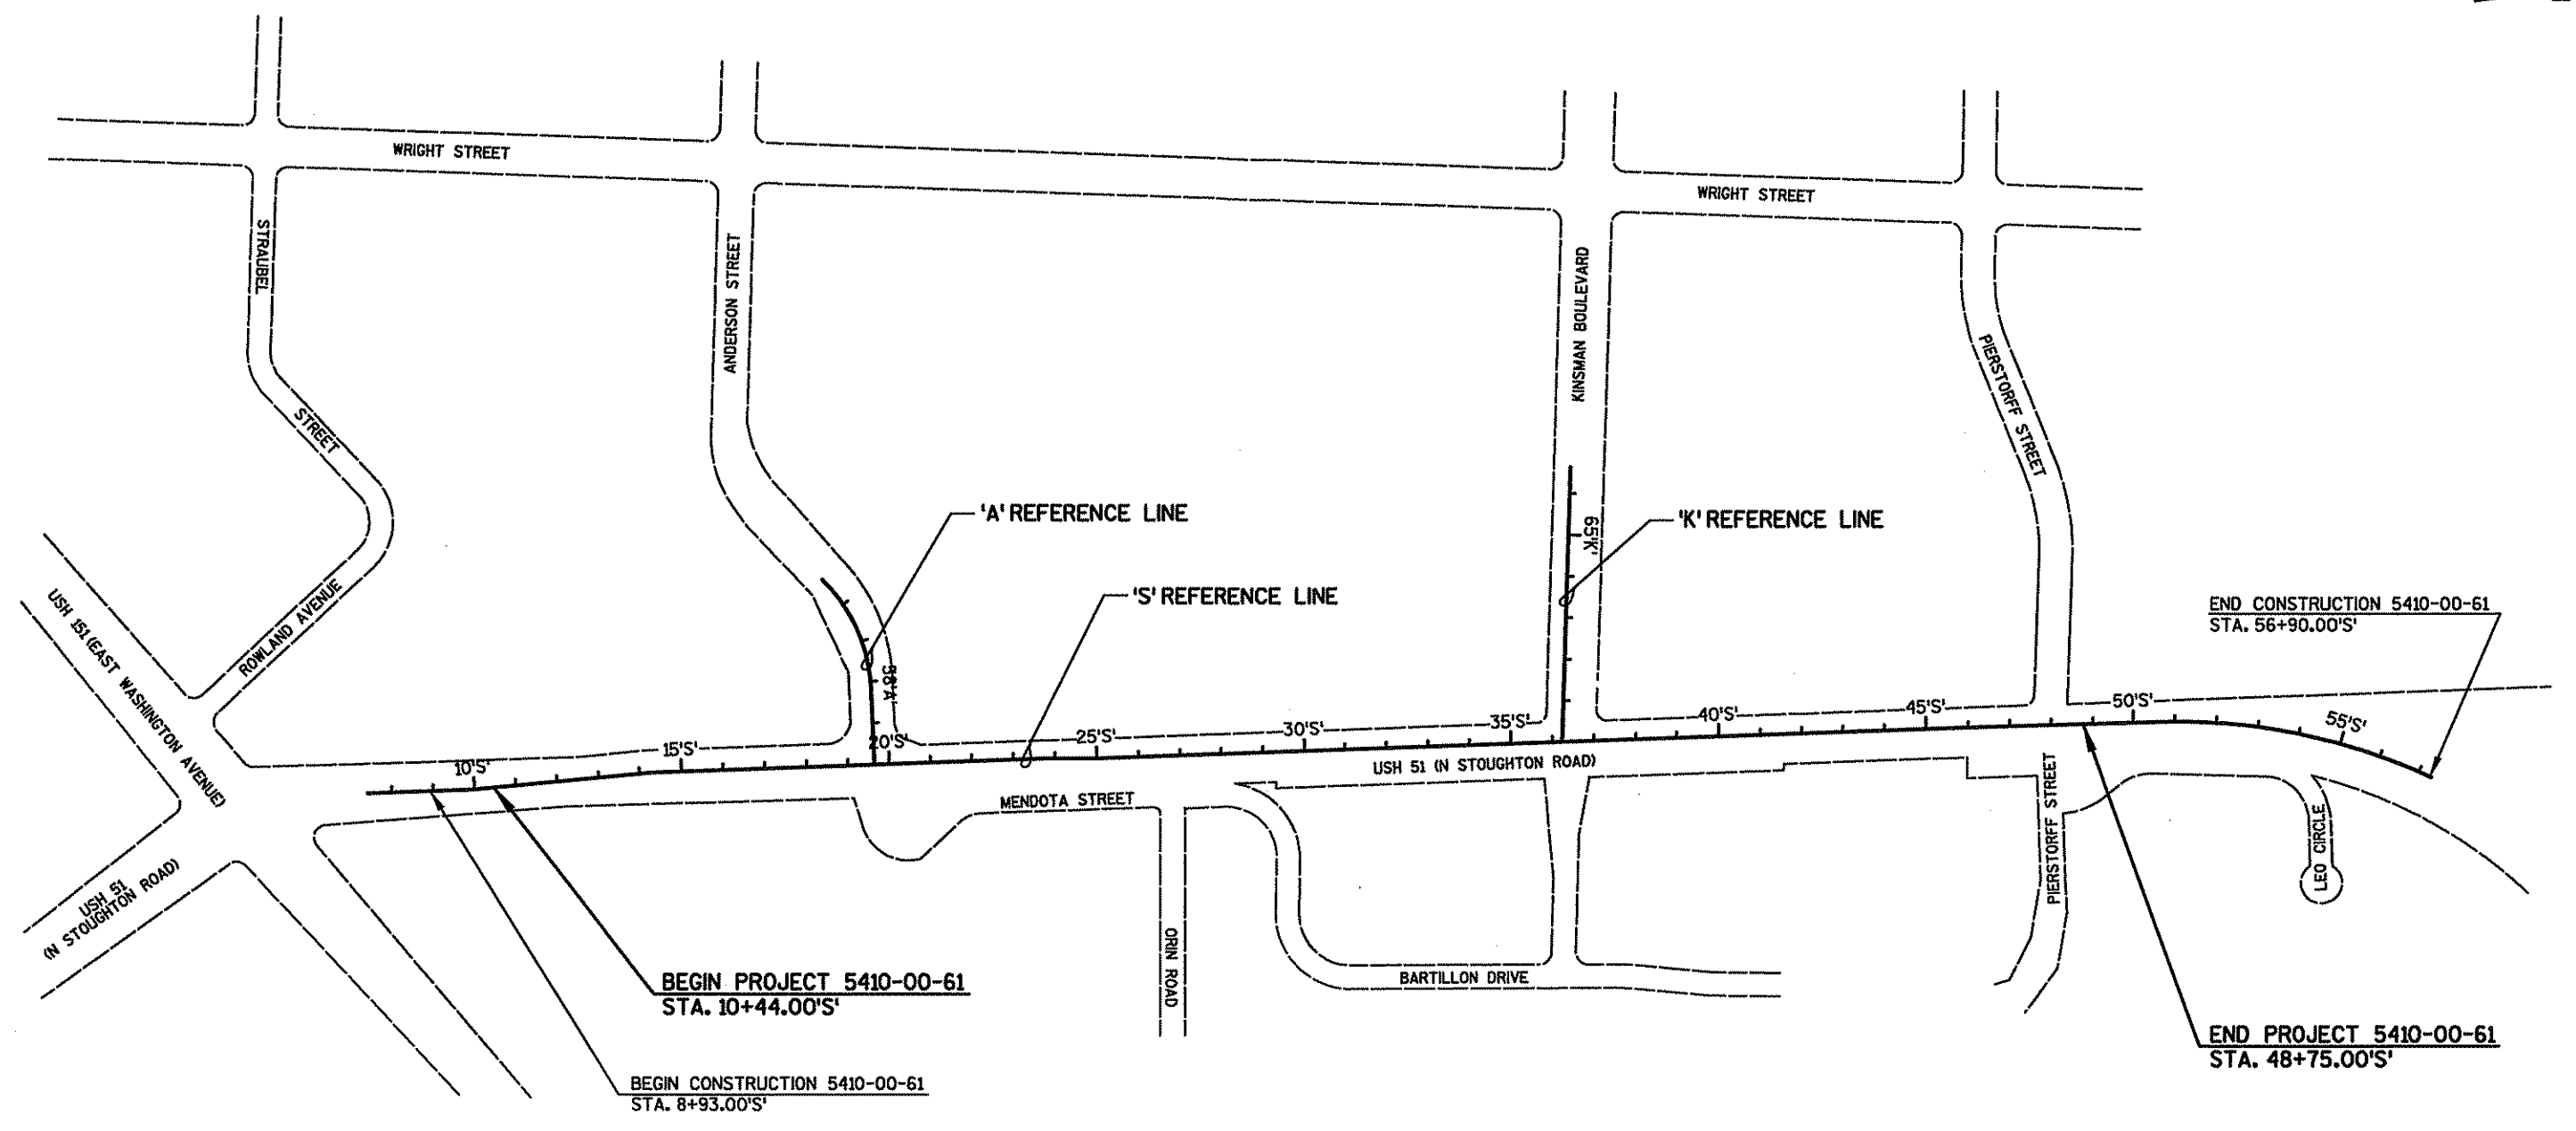 WRIGHT STREET
WRIGHT STREET
STRAUBEL
STREET
ANDERSON STREET
KINSMAN BOULEVARD
PIERSTORFF STREET
'A' REFERENCE LINE
'K' REFERENCE LINE
65'K'
'S' REFERENCE LINE
USH 151 (EAST WASHINGTON AVENUE)
ROWLAND AVENUE
END CONSTRUCTION 5410-00-61
STA. 56+90.00'S'
10'S'
15'S'
20'S'
25'S'
30'S'
35'S'
40'S'
45'S'
50'S'
55'S'
USH 51 (N STOUGHTON ROAD)
MENDOTA STREET
PIERSTORFF STREET
LEO CIRCLE
USH 51
(N STOUGHTON ROAD)
ORIN ROAD
BARTILLON DRIVE
BEGIN PROJECT 5410-00-61
STA. 10+44.00'S'
END PROJECT 5410-00-61
STA. 48+75.00'S'
BEGIN CONSTRUCTION 5410-00-61
STA. 8+93.00'S'